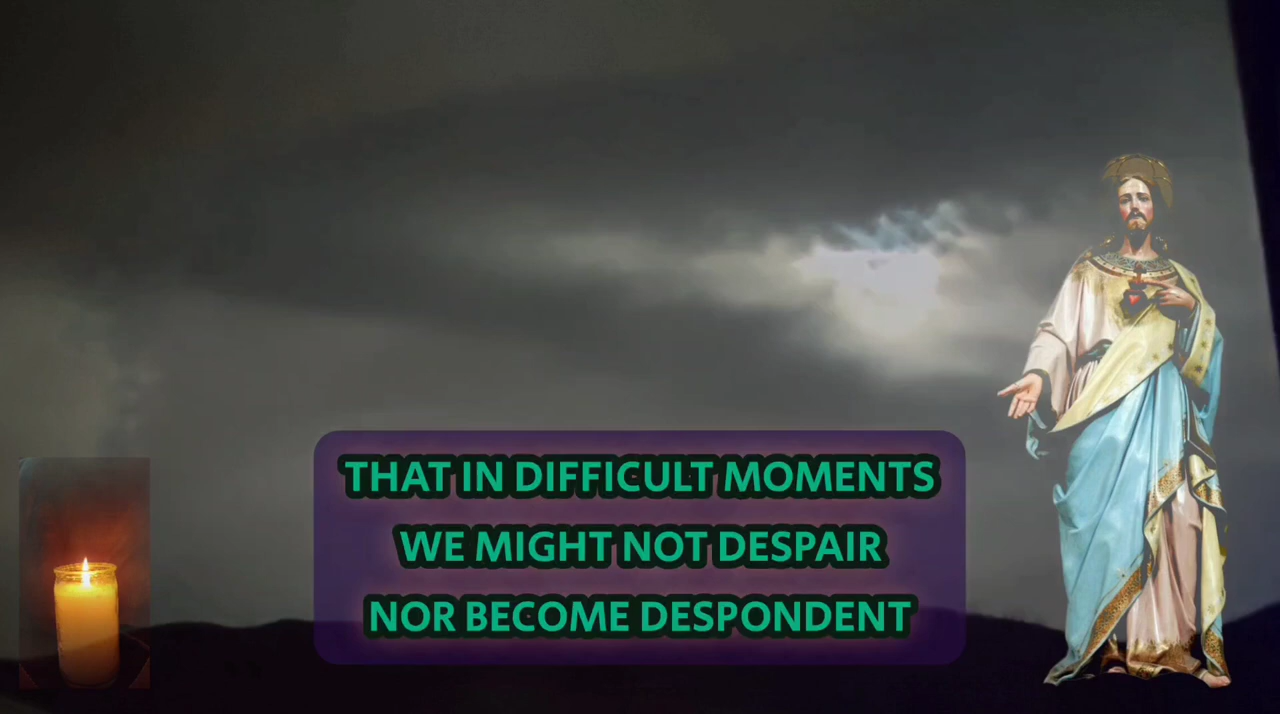 THAT IN DIFFICULT MOMENTS
WE MIGHT NOT DESPAIR
NOR BECOME DESPONDENT